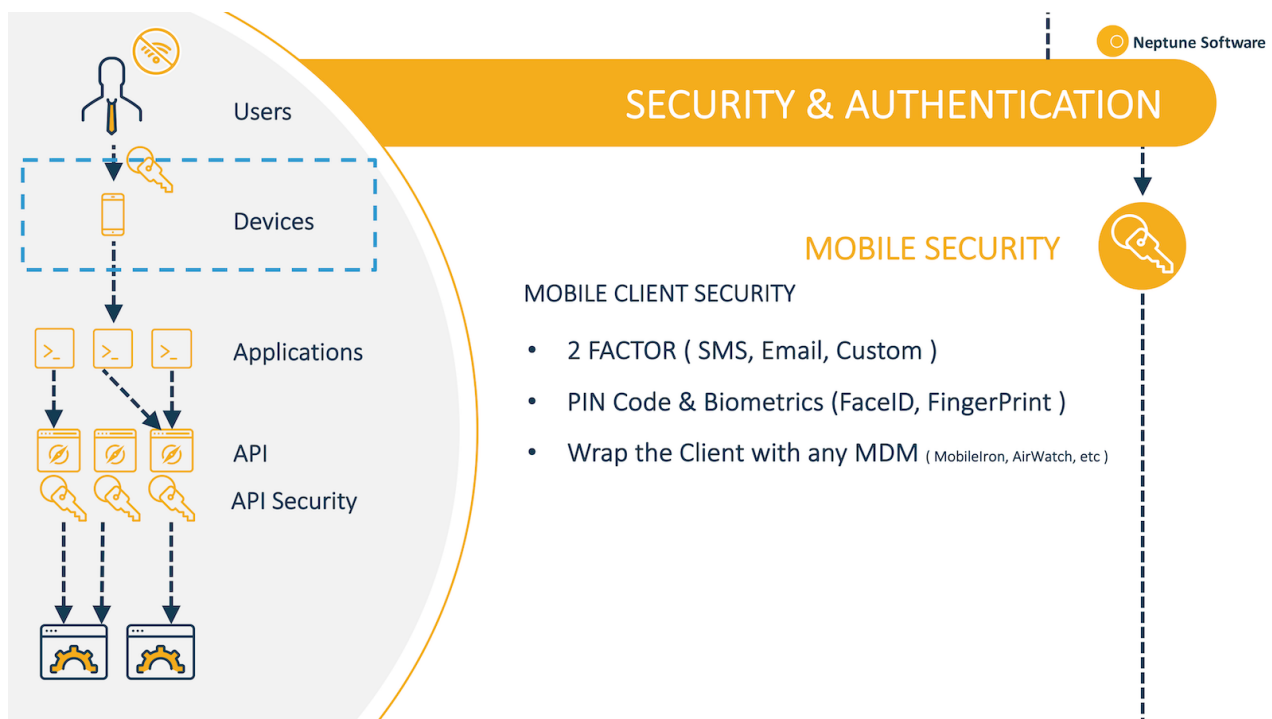 Neptune Software
SECURITY & AUTHENTICATION
Users
Devices
Applications
>_ >_ >_
API
API Security
MOBILE SECURITY
MOBILE CLIENT SECURITY
• 2 FACTOR ( SMS, Email, Custom )
• PIN Code & Biometrics (FaceID, FingerPrint )
• Wrap the Client with any MDM ( MobileIron, AirWatch, etc )